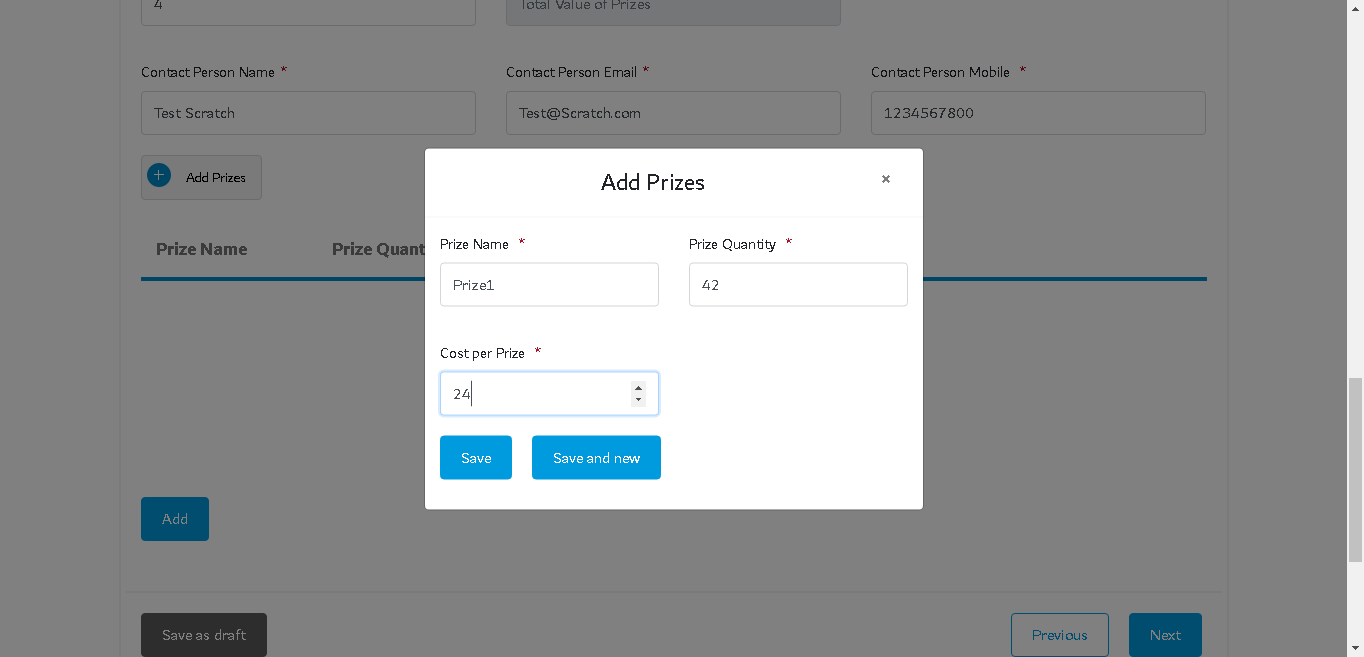 4
Total Value of Prizes
Contact Person Name *
Contact Person Email *
Contact Person Mobile *
Test Scratch
Test@Scratch.com
1234567800
+ Add Prizes
Add Prizes
×
Prize Name
Prize Quant
Prize Name *
Prize Quantity *
Prize1
42
Cost per Prize *
24
Save
Save and new
Add
Save as draft
Previous
Next